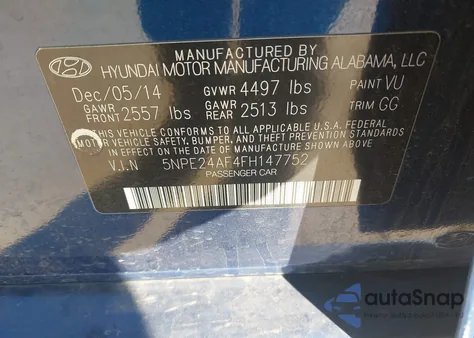 MANUFACTURED BY
HYUNDAI MOTOR MANUFACTURING ALABAMA, LLC
Dec/05/14 GVWR 4497 lbs PAINT VU
GAWR FRONT 2557 lbs GAWR REAR 2513 lbs TRIM GG
THIS VEHICLE CONFORMS TO ALL APPLICABLE U.S.A FEDERAL
MOTOR VEHICLE SAFETY, BUMPER, AND THEFT PREVENTION STANDARDS
IN EFFECT ON THE DATE OF MANUFACTURE SHOWN ABOVE.
V.I.N 5NPE24AF4FH147752
PASSENGER CAR
autoSnap